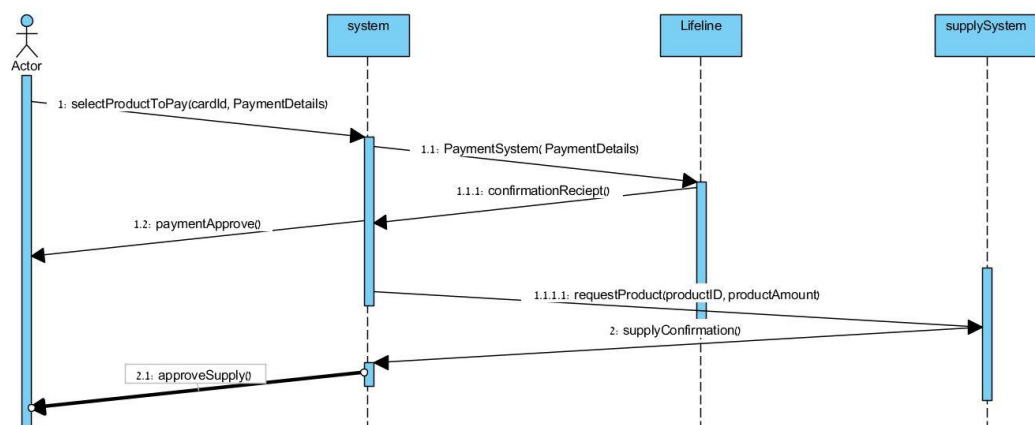 system
Lifeline
supplySystem
Actor
1: selectProductToPay(cardId, PaymentDetails)
1.1: PaymentSystem( PaymentDetails)
1.1.1: confirmationReciept()
1.2: paymentApprove()
1.1.1.1: requestProduct(productID, productAmount)
2: supplyConfirmation()
2.1: approveSupply()